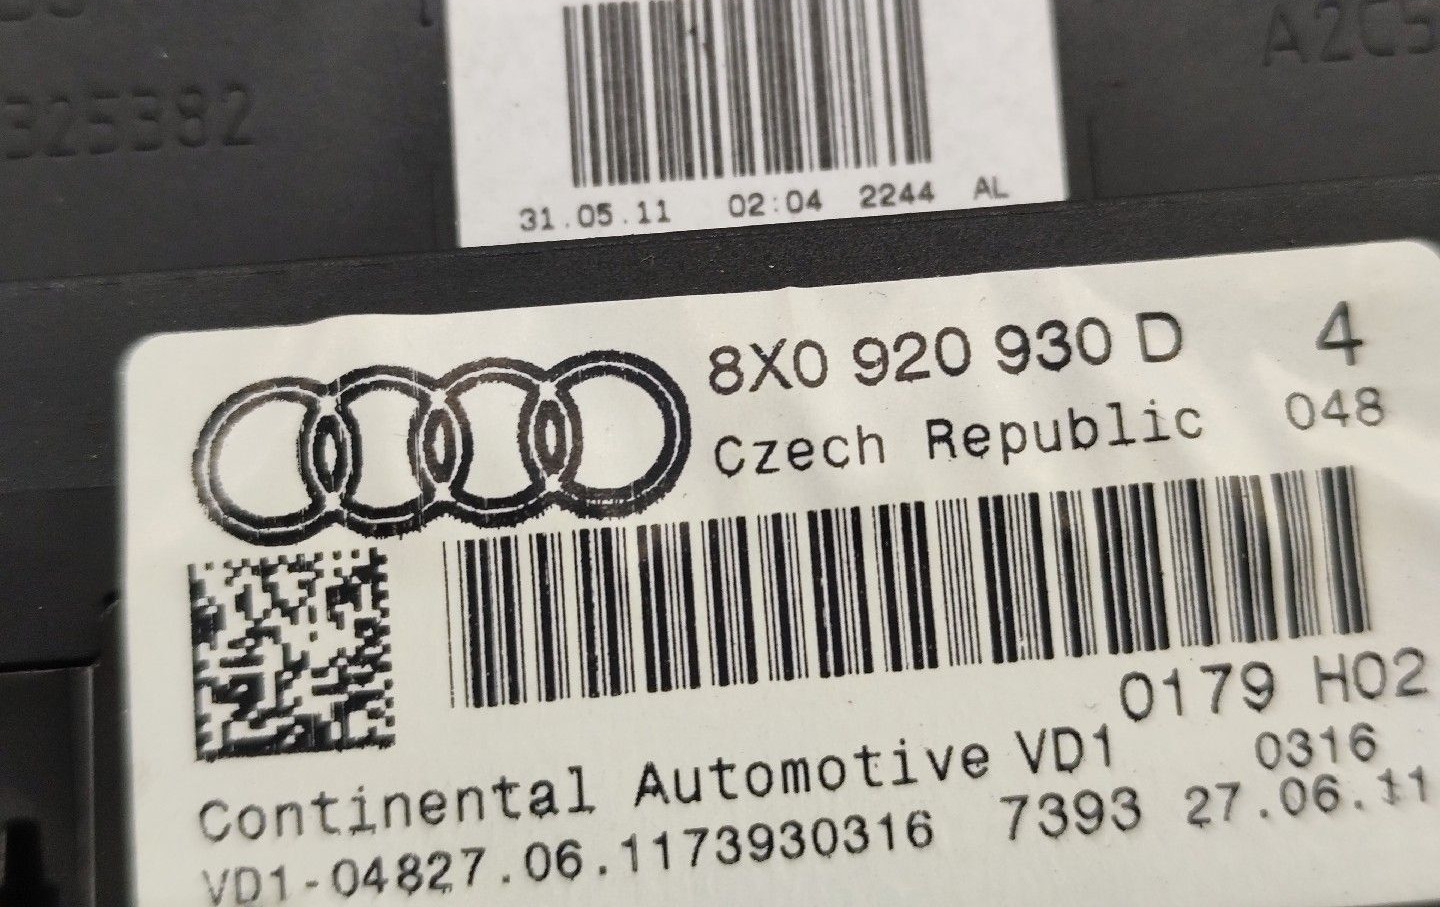 325382
A2C5
31.05.11 02:04 2244 AL
8X0 920 930 D 4
Czech Republic 048
0179 H02
Continental Automotive VD1 0316
VD1-04827.06.1173930316 7393 27.06.11